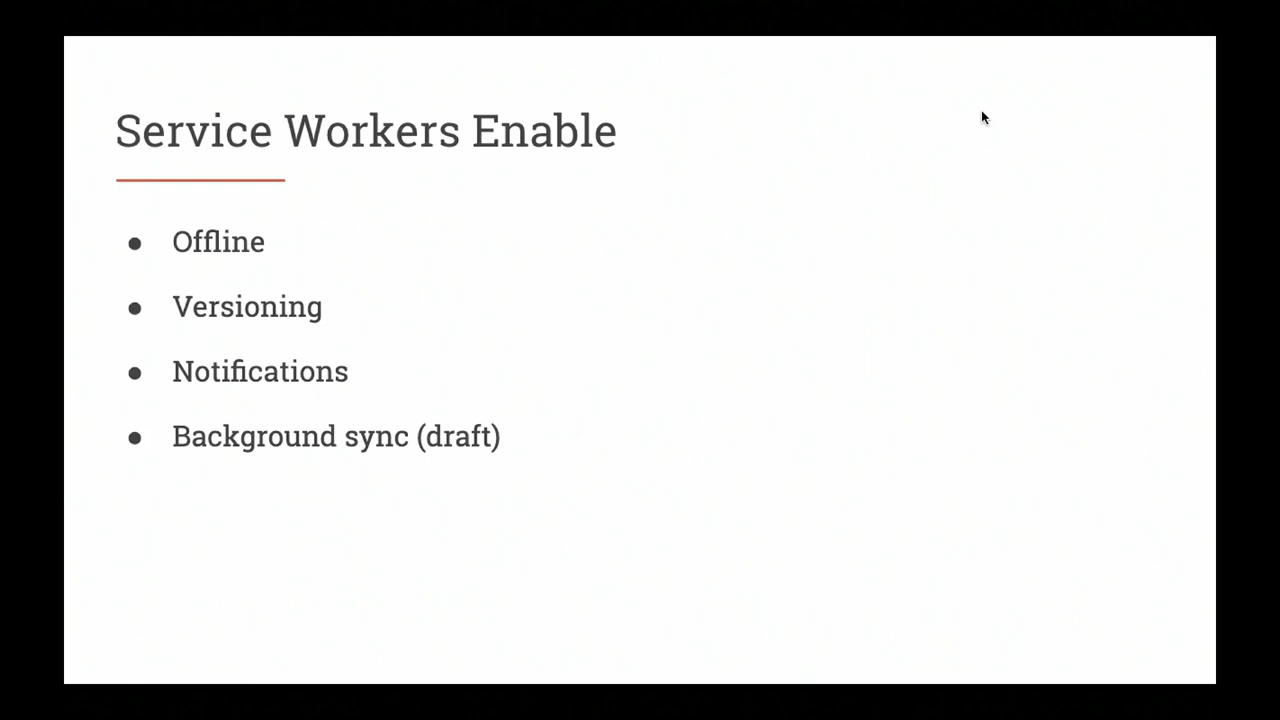 Service Workers Enable
● Offline
● Versioning
● Notifications
● Background sync (draft)